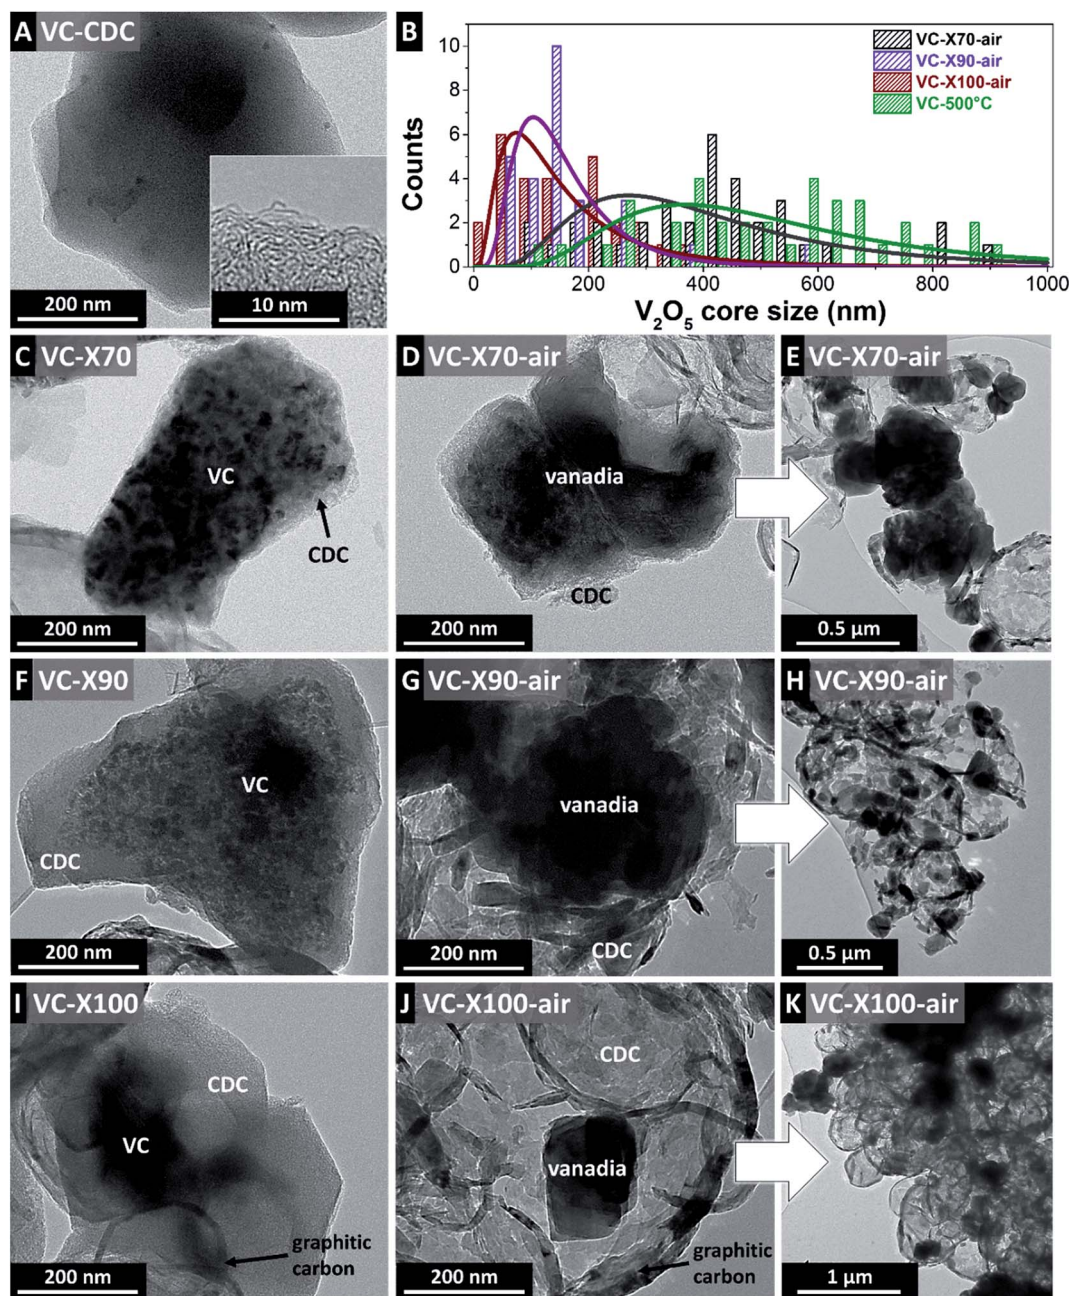 A VC-CDC
200 nm
10 nm
B
Counts
10
8
6
4
2
0
VC-X70-air
VC-X90-air
VC-X100-air
VC-500°C
0 200 400 600 800 1000
V₂O₅ core size (nm)
C VC-X70
VC
CDC
200 nm
D VC-X70-air
vanadia
CDC
200 nm
E VC-X70-air
0.5 µm
F VC-X90
VC
CDC
200 nm
G VC-X90-air
vanadia
CDC
200 nm
H VC-X90-air
0.5 µm
I VC-X100
CDC
VC
graphitic
carbon
200 nm
J VC-X100-air
CDC
vanadia
graphitic
carbon
200 nm
K VC-X100-air
1 µm